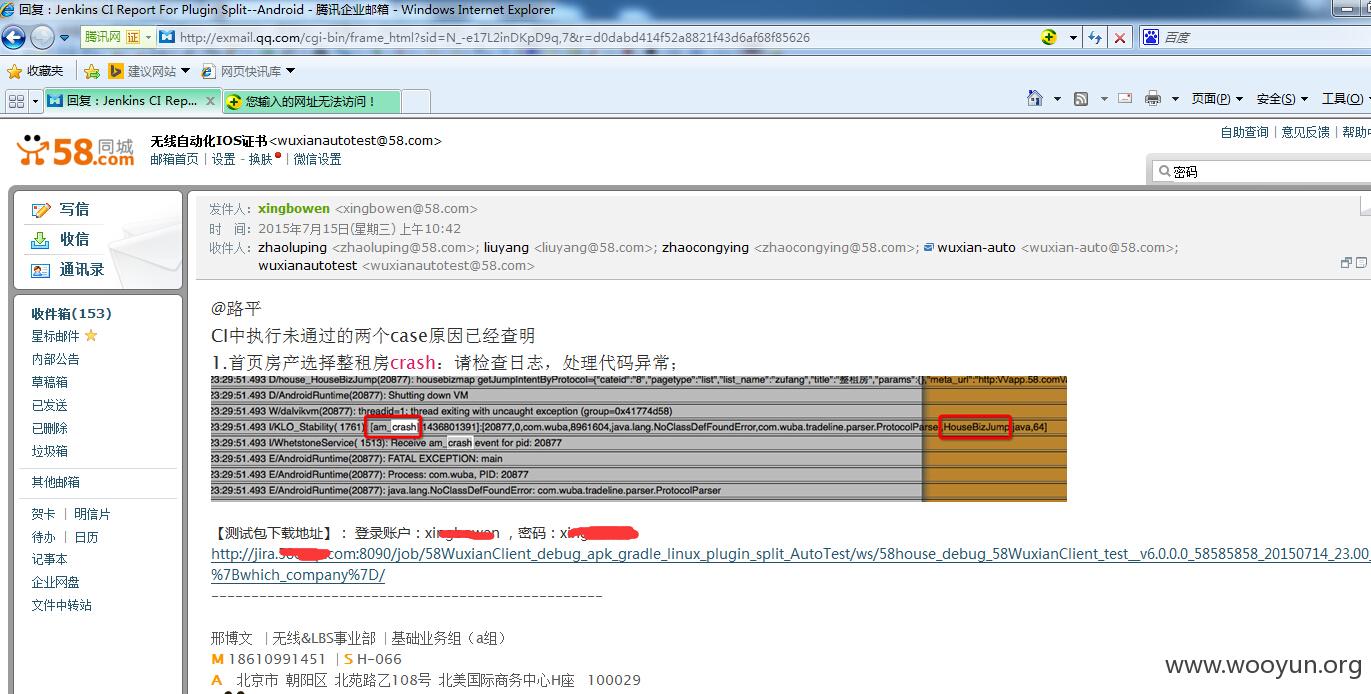 回复：Jenkins CI Report For Plugin Split--Android - 腾讯企业邮箱 - Windows Internet Explorer
腾讯网 证 http://exmail.qq.com/cgi-bin/frame_html?sid=N_-e17L2inDKpD9q,7&r=d0dabd414f52a8821f43d6af68f85626 百度
收藏夹 建议网站 网页快讯库
回复：Jenkins CI Rep... x 您输入的网址无法访问！ 页面(P) 安全(S) 工具(O)
58同城.com 无线自动化IOS证书<wuxianautotest@58.com> 自助查询 | 意见反馈 | 帮助
邮箱首页 | 设置 - 换肤 | 微信设置
密码
写信
收信
通讯录
收件箱(153)
星标邮件
内部公告
草稿箱
已发送
已删除
垃圾箱
其他邮箱
贺卡 | 明信片
待办 | 日历
记事本
企业网盘
文件中转站
发件人：xingbowen <xingbowen@58.com>
时 间：2015年7月15日(星期三) 上午10:42
收件人：zhaoluping <zhaoluping@58.com>; liuyang <liuyang@58.com>; zhaocongying <zhaocongying@58.com>; wuxian-auto <wuxian-auto@58.com>;
wuxianautotest <wuxianautotest@58.com>
@路平
CI中执行未通过的两个case原因已经查明
1.首页房产选择整租房crash：请检查日志，处理代码异常；
23:29:51.493 D/house_HouseBizJump(20877): housebizmap getJumpIntentByProtocol={"cateid":"8","pagetype":"list","list_name":"zufang","title":"整租房","params":{},"meta_url":"http:\/\/app.58.com\/
23:29:51.493 D/AndroidRuntime(20877): Shutting down VM
23:29:51.493 W/dalvikvm(20877): threadid=1: thread exiting with uncaught exception (group=0x41774d58)
23:29:51.493 I/KLO_Stability( 1761): [am_crash|1436801391]:[20877,0,com.wuba,8961604,java.lang.NoClassDefFoundError,com.wuba.tradeline.parser.ProtocolParser,HouseBizJump.java,64]
23:29:51.493 I/WhetstoneService( 1513): Receive am_crash event for pid: 20877
23:29:51.493 E/AndroidRuntime(20877): FATAL EXCEPTION: main
23:29:51.493 E/AndroidRuntime(20877): Process: com.wuba, PID: 20877
23:29:51.493 E/AndroidRuntime(20877): java.lang.NoClassDefFoundError: com.wuba.tradeline.parser.ProtocolParser
【测试包下载地址】：登录账户：xingbowen ，密码：xing
http://jira.58 .com:8090/job/58WuxianClient_debug_apk_gradle_linux_plugin_split_AutoTest/ws/58house_debug_58WuxianClient_test__v6.0.0.0_58585858_20150714_23.00_
%7Bwhich_company%7D/
-------------------------------------------------
邢博文 | 无线&LBS事业部 | 基础业务组（a组）
M 18610991451 | S H-066
A 北京市 朝阳区 北苑路乙108号 北美国际商务中心H座 100029
www.wooyun.org